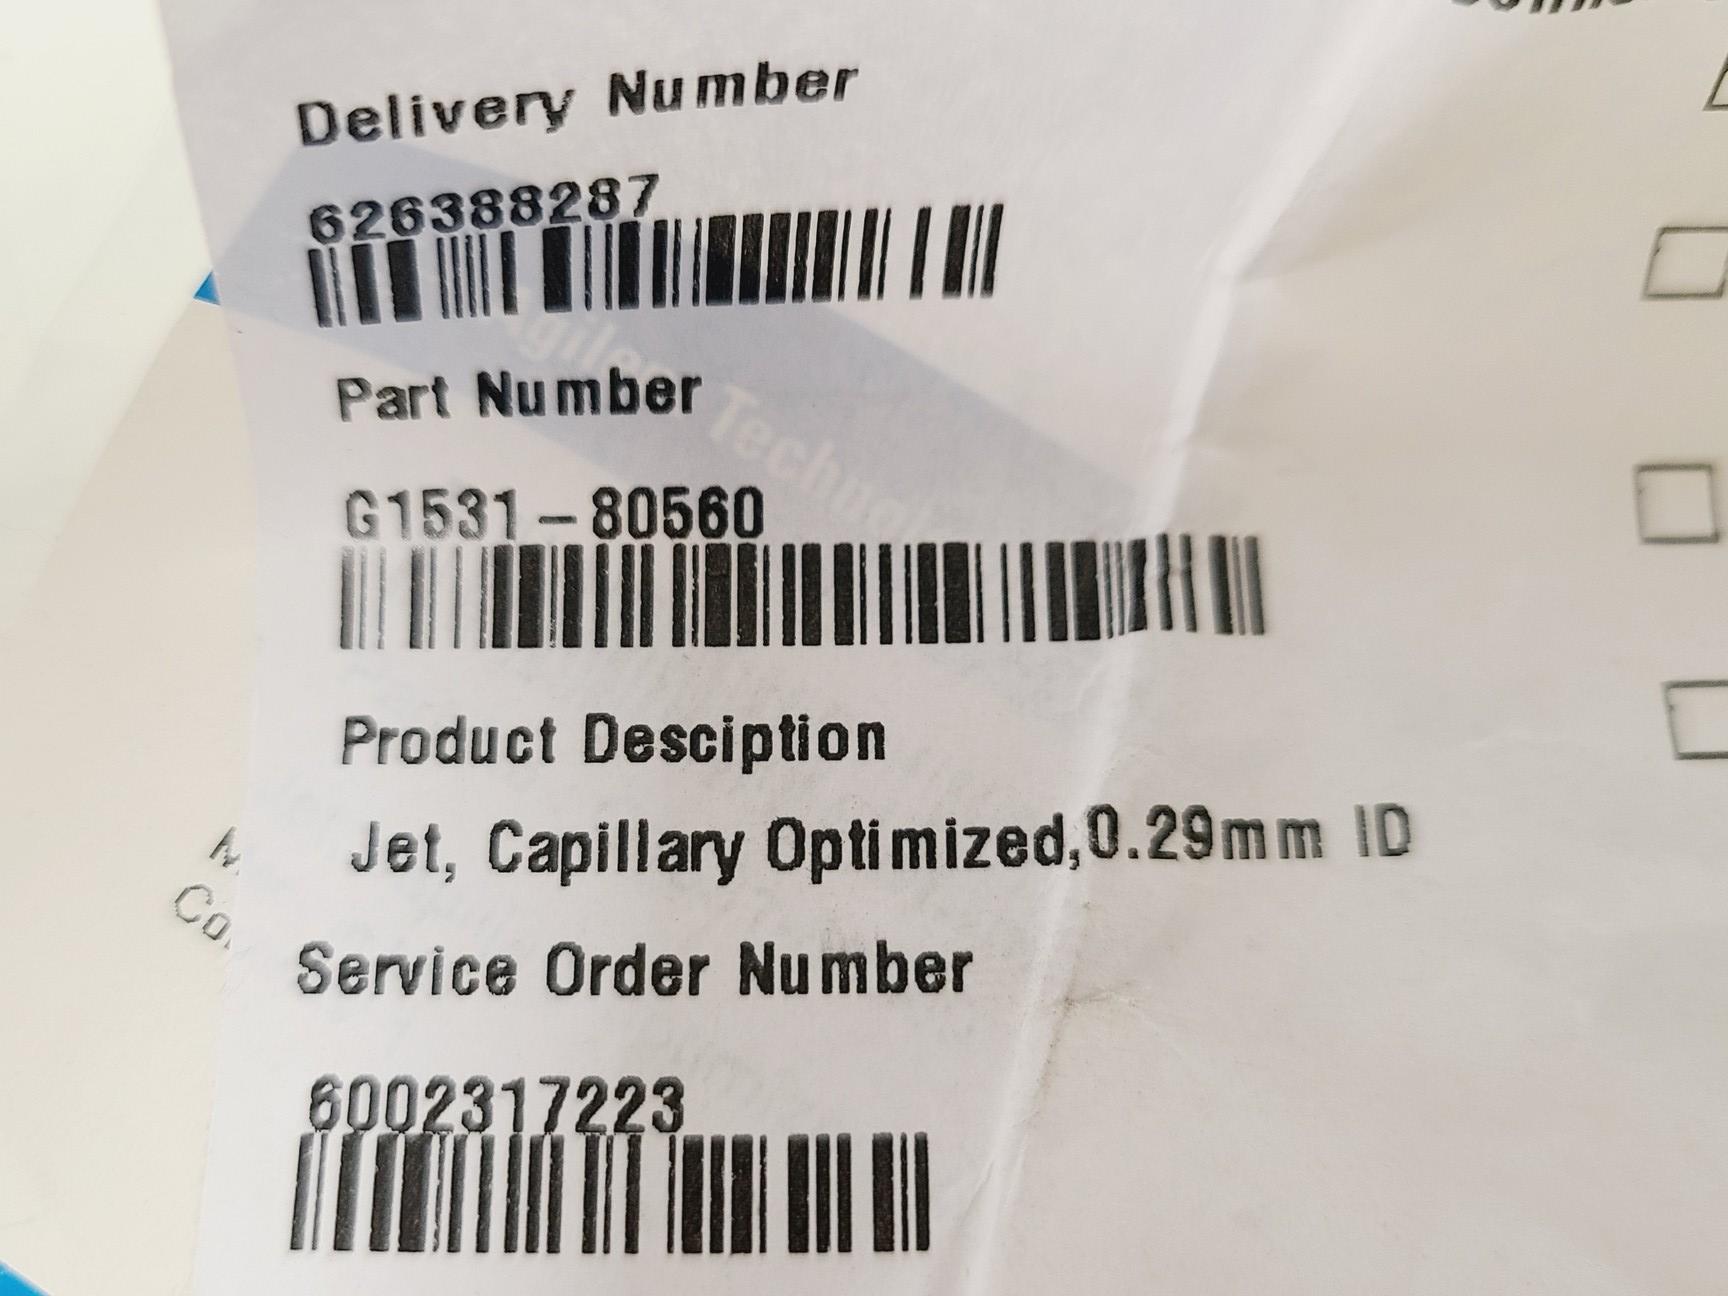 Delivery Number
626388287
Part Number
G1531-80560
Product Desciption
Jet, Capillary Optimized,0.29mm ID
Service Order Number
6002317223